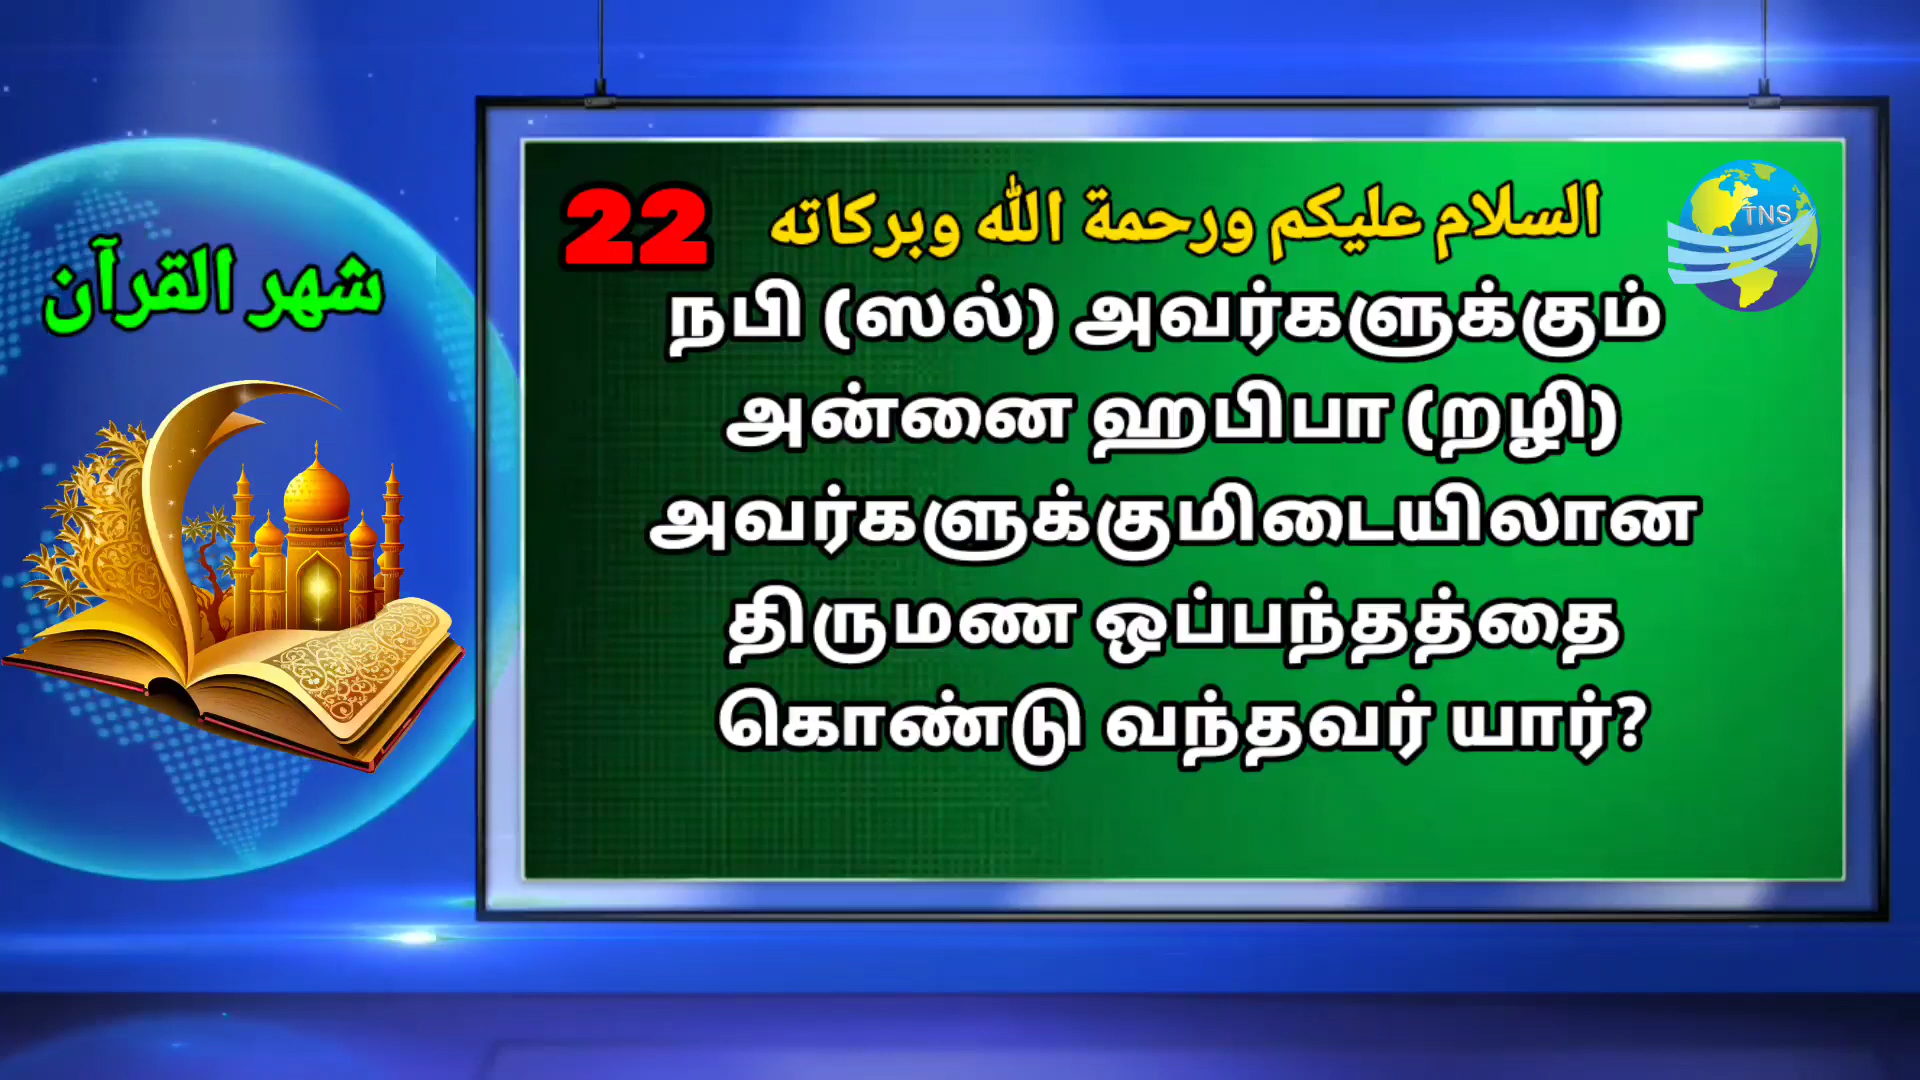 شهر القرآن
22
السلام عليكم ورحمة الله وبركاته
TNS
நபி (ஸல்) அவர்களுக்கும்
அன்னை ஹபிபா (றழி)
அவர்களுக்குமிடையிலான
திருமண ஒப்பந்தத்தை
கொண்டு வந்தவர் யார்?